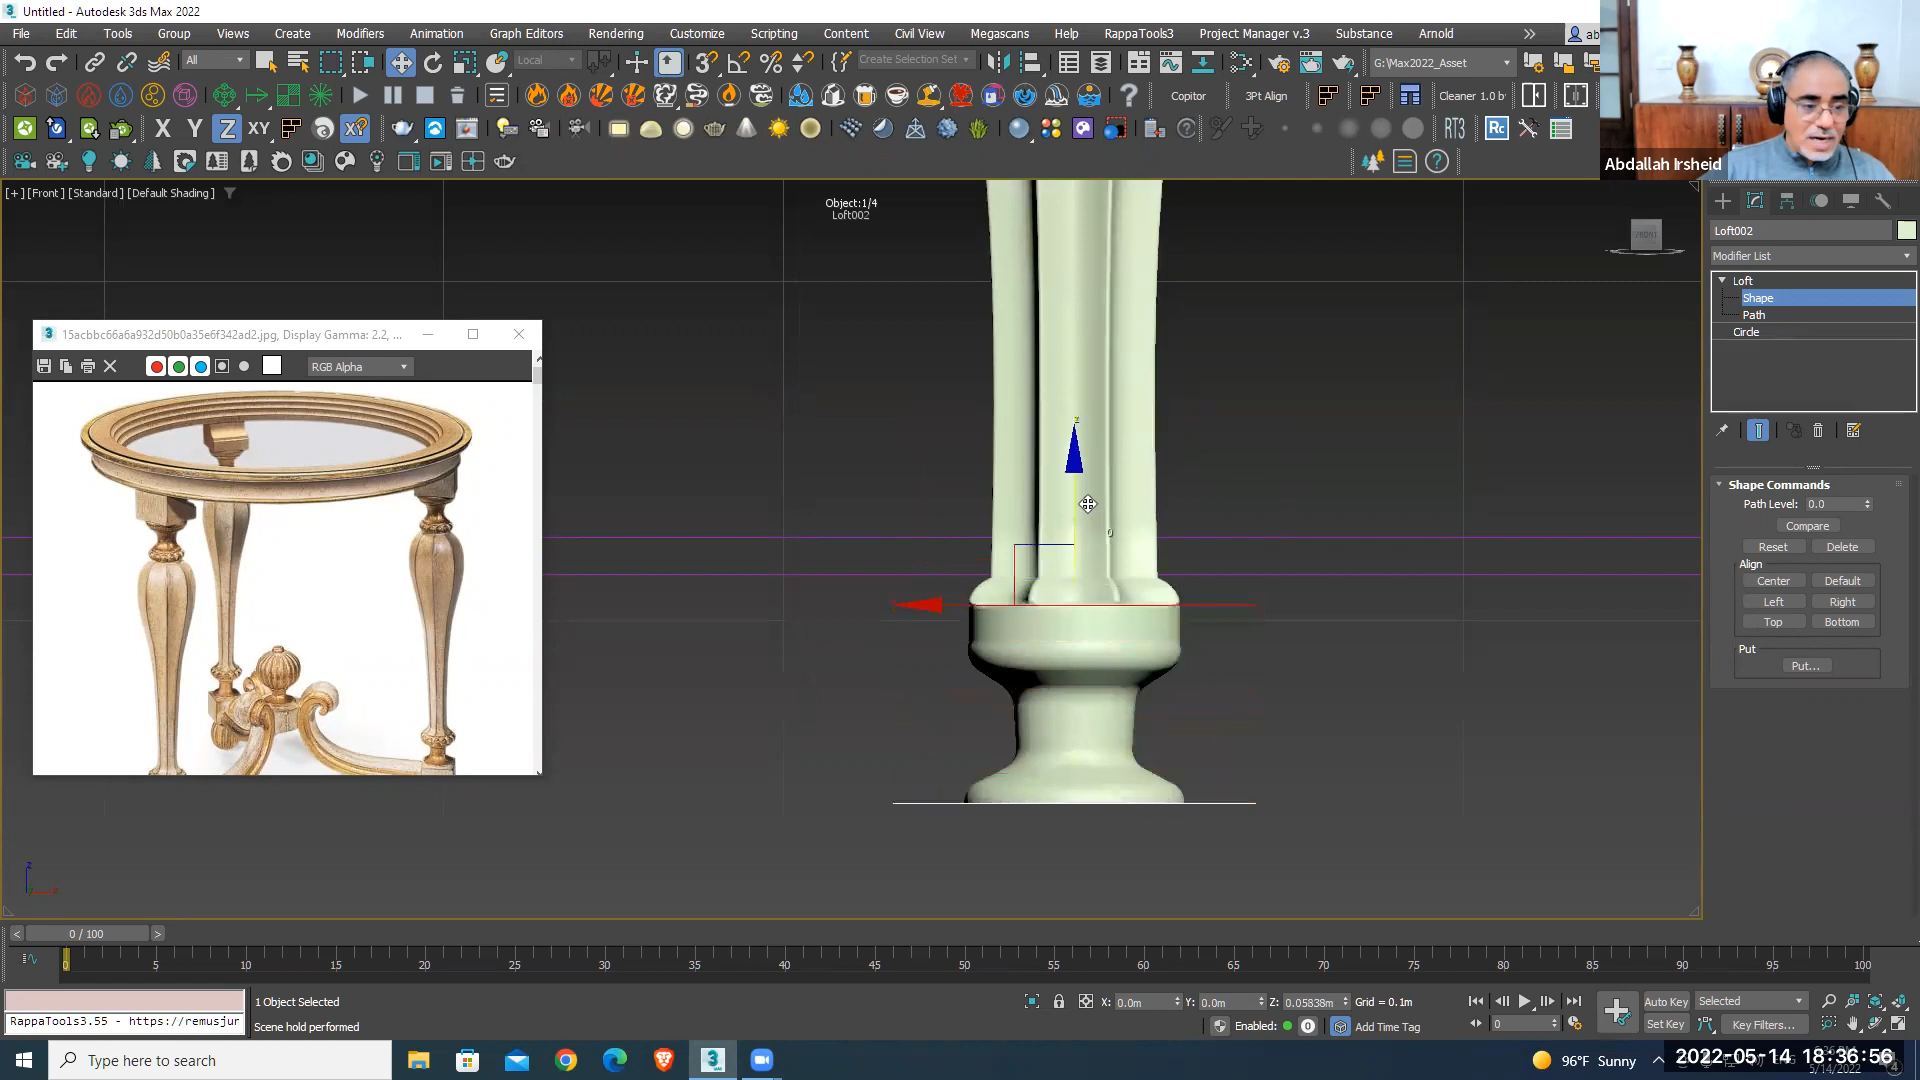 Untitled - Autodesk 3ds Max 2022
File Edit Tools Group Views Create Modifiers Animation Graph Editors Rendering Customize Scripting Content Civil View Megascans Help RappaTools3 Project Manager v.3 Substance Arnold
All Local Create Selection Set G:\Max2022_Asset
Copitor 3Pt Align Cleaner 1.0 b
X Y Z XY RT3 Rc
Abdallah Irsheid
[+] [Front] [Standard] [Default Shading]
Object:1/4
Loft002
FRONT
Loft002
Modifier List
Loft
Shape
Path
Circle
15acbbc66a6a932d50b0a35e6f342ad2.jpg, Display Gamma: 2.2, ...
RGB Alpha
Shape Commands
Path Level: 0.0
Compare
Reset Delete
Align
Center Default
Left Right
Top Bottom
Put
Put...
0 / 100
0 5 10 15 20 25 30 35 40 45 50 55 60 65 70 75 80 85 90 95 100
1 Object Selected
X: 0.0m Y: 0.0m Z: 0.05838m Grid = 0.1m
Auto Key Selected
RappaTools3.55 - https://remusjur
Scene hold performed
Enabled: 0 Add Time Tag
0
Set Key Key Filters...
Type here to search
96°F Sunny
2022-05-14 18:36:56
5/14/2022